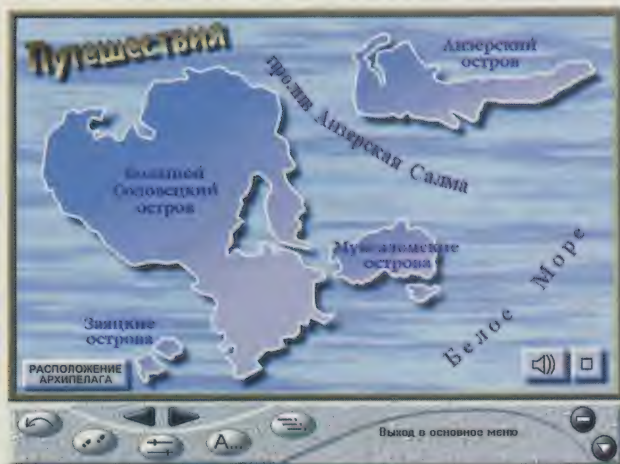 Путешествия
Анзерский
остров
пролив Анзерская Салма
Большой
Соловецкий
остров
Муксаломские
острова
Белое Море
Заяцкие
острова
РАСПОЛОЖЕНИЕ
АРХИПЕЛАГА
А...
Выход в основное меню